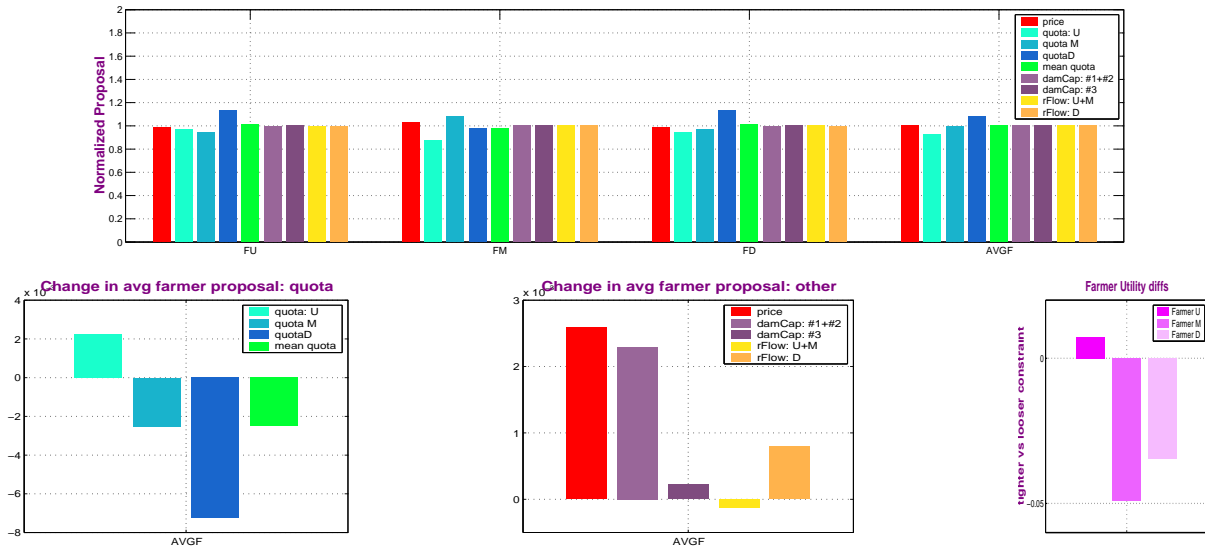 2
1.8
1.6
1.4
1.2
1
0.8
0.6
0.4
0.2
0
Normalized Proposal
FU
FM
FD
AVGF
price
quota: U
quota M
quotaD
mean quota
damCap: #1+#2
damCap: #3
rFlow: U+M
rFlow: D
Change in avg farmer proposal: quota
4
2
0
−2
−4
−6
−8
AVGF
quota: U
quota M
quotaD
mean quota
Change in avg farmer proposal: other
3
2
1
0
AVGF
price
damCap: #1+#2
damCap: #3
rFlow: U+M
rFlow: D
Farmer Utility diffs
Farmer U
Farmer M
Farmer D
0
−0.05
tighter vs looser constraint